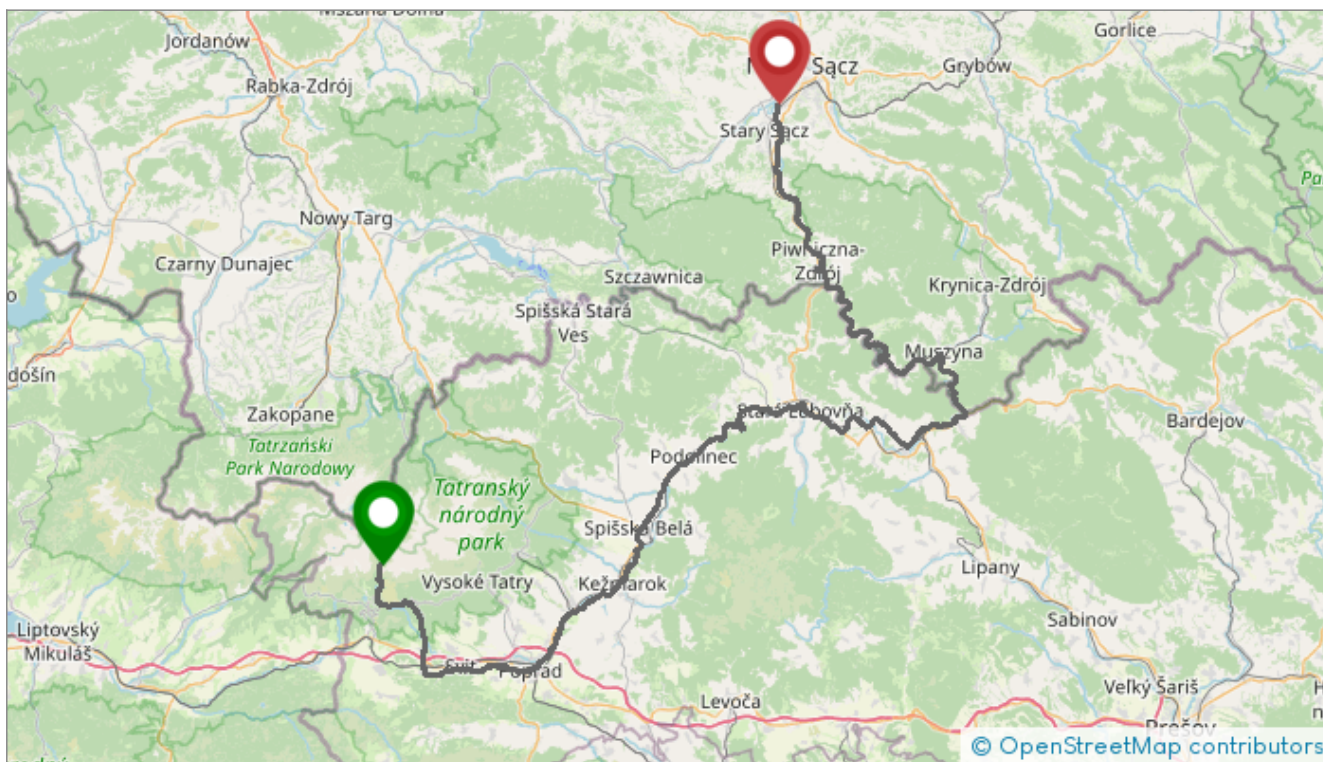 Jordanów
Rabka-Zdrój
Gorlice
Sącz
Grybów
Stary Sącz
Nowy Targ
Czarny Dunajec
Szczawnica
Piwniczna-
Zdrój
Krynica-Zdrój
Spišská Stará
Ves
Muszyna
Zakopane
Tatrzański
Park Narodowy
Stará Ľubovňa
Bardejov
Podolínec
Tatranský
národný
park
Spišská Belá
Vysoké Tatry
Kežmarok
Lipany
Sabinov
Liptovský
Mikuláš
Svit
Poprad
Levoča
Veľký Šariš
Prešov
© OpenStreetMap contributors